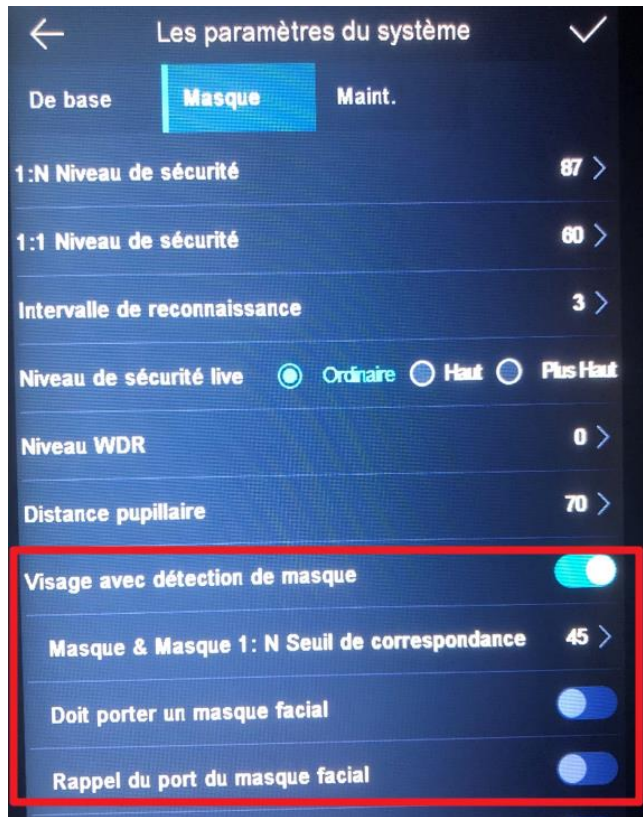 Les paramètres du système
De base Masque Maint.
1:N Niveau de sécurité 87
1:1 Niveau de sécurité 60
Intervalle de reconnaissance 3
Niveau de sécurité live Ordinaire Haut Plus Haut
Niveau WDR 0
Distance pupillaire 70
Visage avec détection de masque
Masque & Masque 1: N Seuil de correspondance 45
Doit porter un masque facial
Rappel du port du masque facial